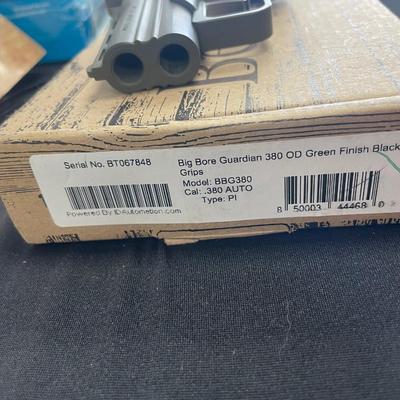 Serial No. BT067848
Big Bore Guardian 380 OD Green Finish Black
Grips
Model: BBG380
Cal: .380 AUTO
Type: PI
Powered By IDAutomation.com
8 50003 44468 0